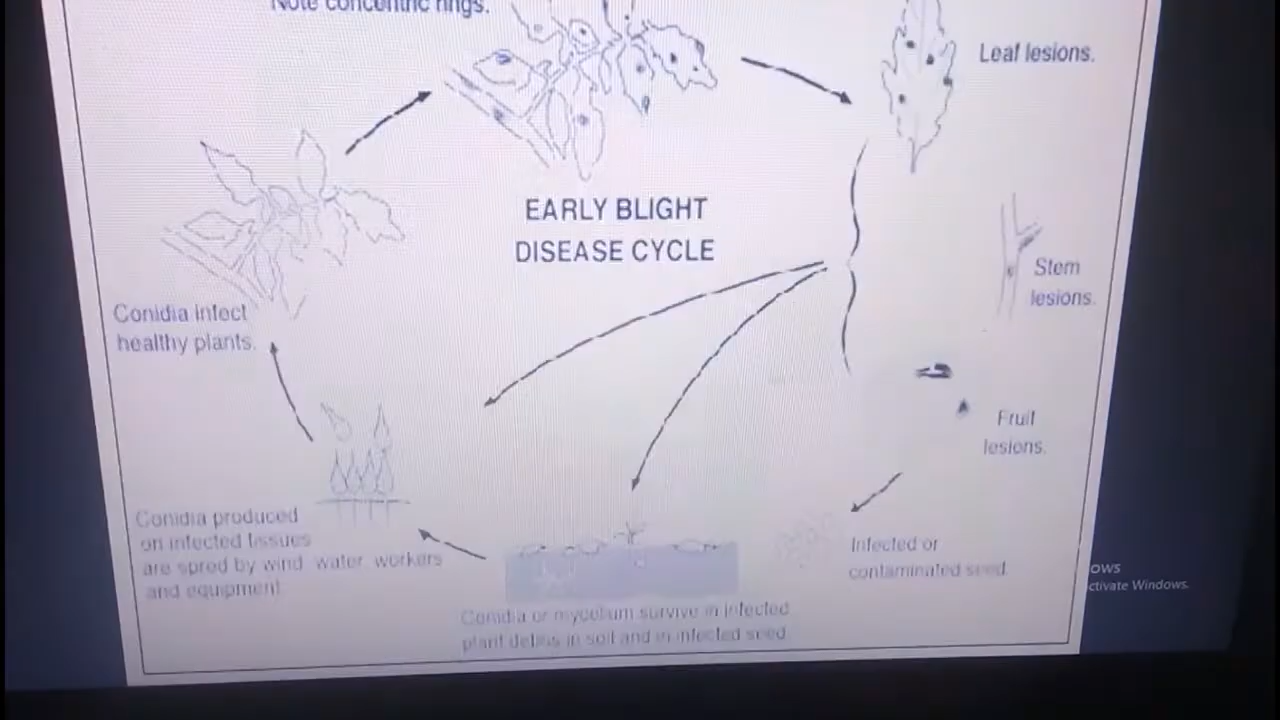 Note concentric rings.
Leaf lesions.
EARLY BLIGHT
DISEASE CYCLE
Stem
lesions.
Conidia infect
healthy plants.
Fruit
lesions.
Conidia produced
on infected tissues
are spred by wind water workers
and equipment
Infected or
contaminated seed
ows
ctivate Windows.
Conidia or mycelium survive in infected
plant debris in soil and in infected seed